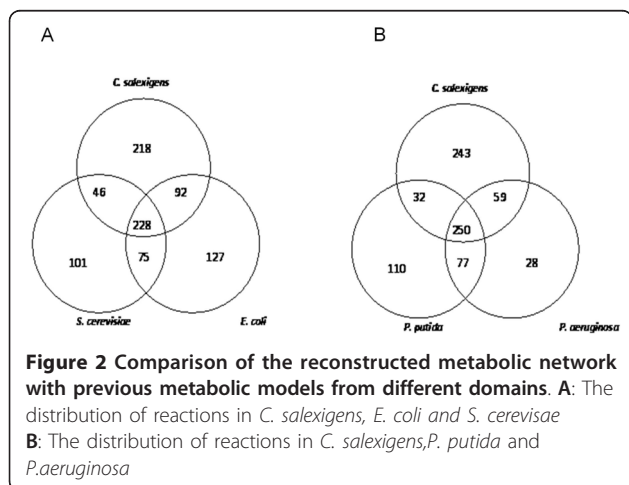 A
B
C. salexigens
C. salexigens
218
243
46
92
32
59
228
250
101
75
127
110
77
28
S. cerevisiae
E. coli
P. putida
P. aeruginosa
Figure 2 Comparison of the reconstructed metabolic network
with previous metabolic models from different domains. A: The
distribution of reactions in C. salexigens, E. coli and S. cerevisae
B: The distribution of reactions in C. salexigens,P. putida and
P.aeruginosa